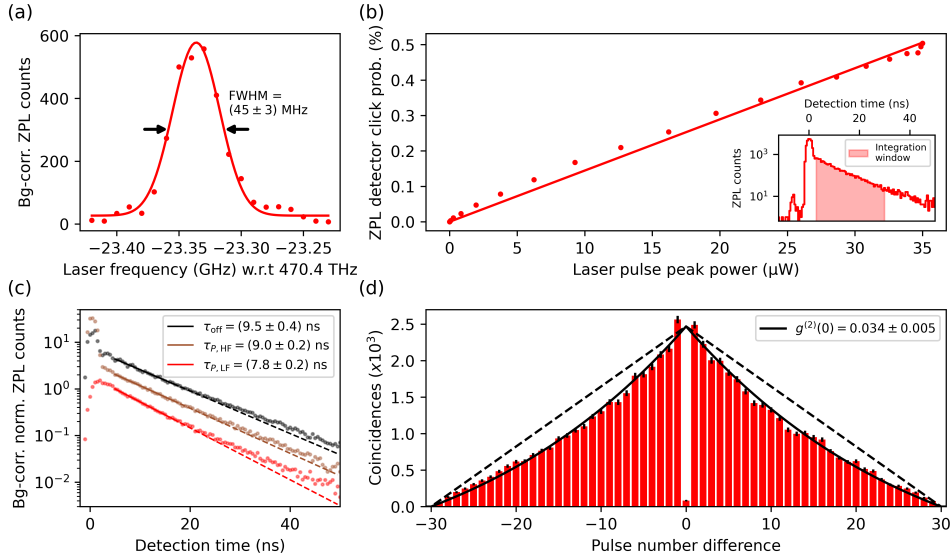 (a)
600
400
200
0
Bg-corr. ZPL counts
FWHM =
(45 ± 3) MHz
−23.40
−23.35
−23.30
−23.25
Laser frequency (GHz) w.r.t 470.4 THz
(b)
0.5
0.4
0.3
0.2
0.1
0.0
ZPL detector click prob. (%)
0
5
10
15
20
25
30
35
Laser pulse peak power (μW)
Detection time (ns)
0
20
40
10³
10¹
ZPL counts
Integration
window
(c)
10¹
10⁰
10⁻¹
10⁻²
Bg-corr. norm. ZPL counts
τoff = (9.5 ± 0.4) ns
τP, HF = (9.0 ± 0.2) ns
τP, LF = (7.8 ± 0.2) ns
0
20
40
Detection time (ns)
(d)
2.5
2.0
1.5
1.0
0.5
0.0
Coincidences (x10³)
g⁽²⁾(0) = 0.034 ± 0.005
−30
−20
−10
0
10
20
30
Pulse number difference